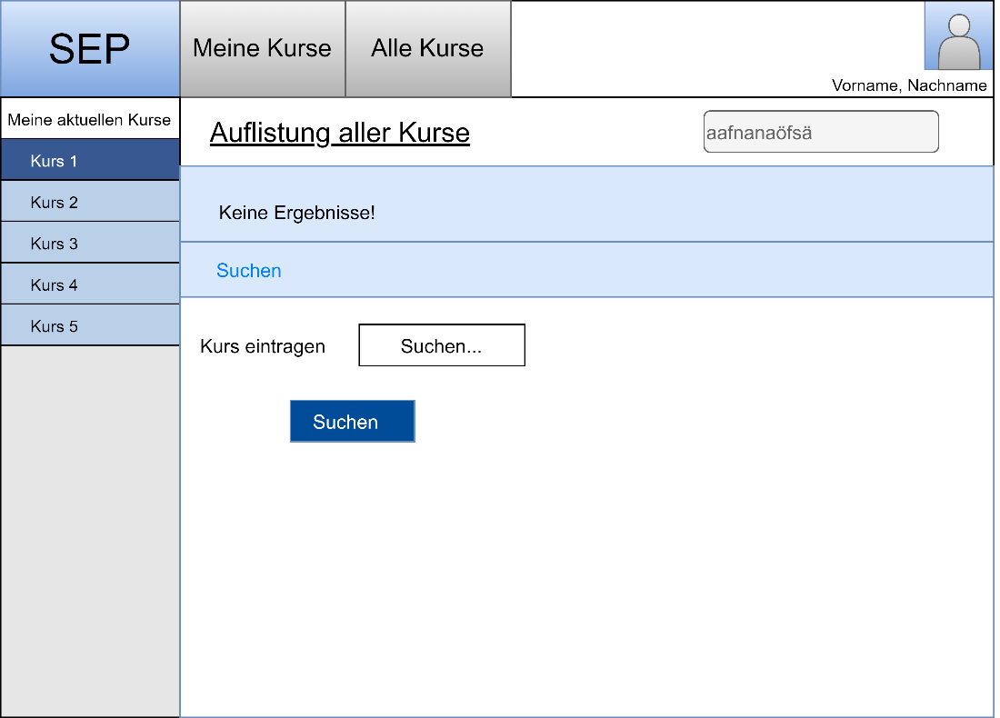 SEP
Meine Kurse
Alle Kurse
Vorname, Nachname
Meine aktuellen Kurse
Kurs 1
Kurs 2
Kurs 3
Kurs 4
Kurs 5
Auflistung aller Kurse
aafnanaöfsä
Keine Ergebnisse!
Suchen
Kurs eintragen
Suchen...
Suchen